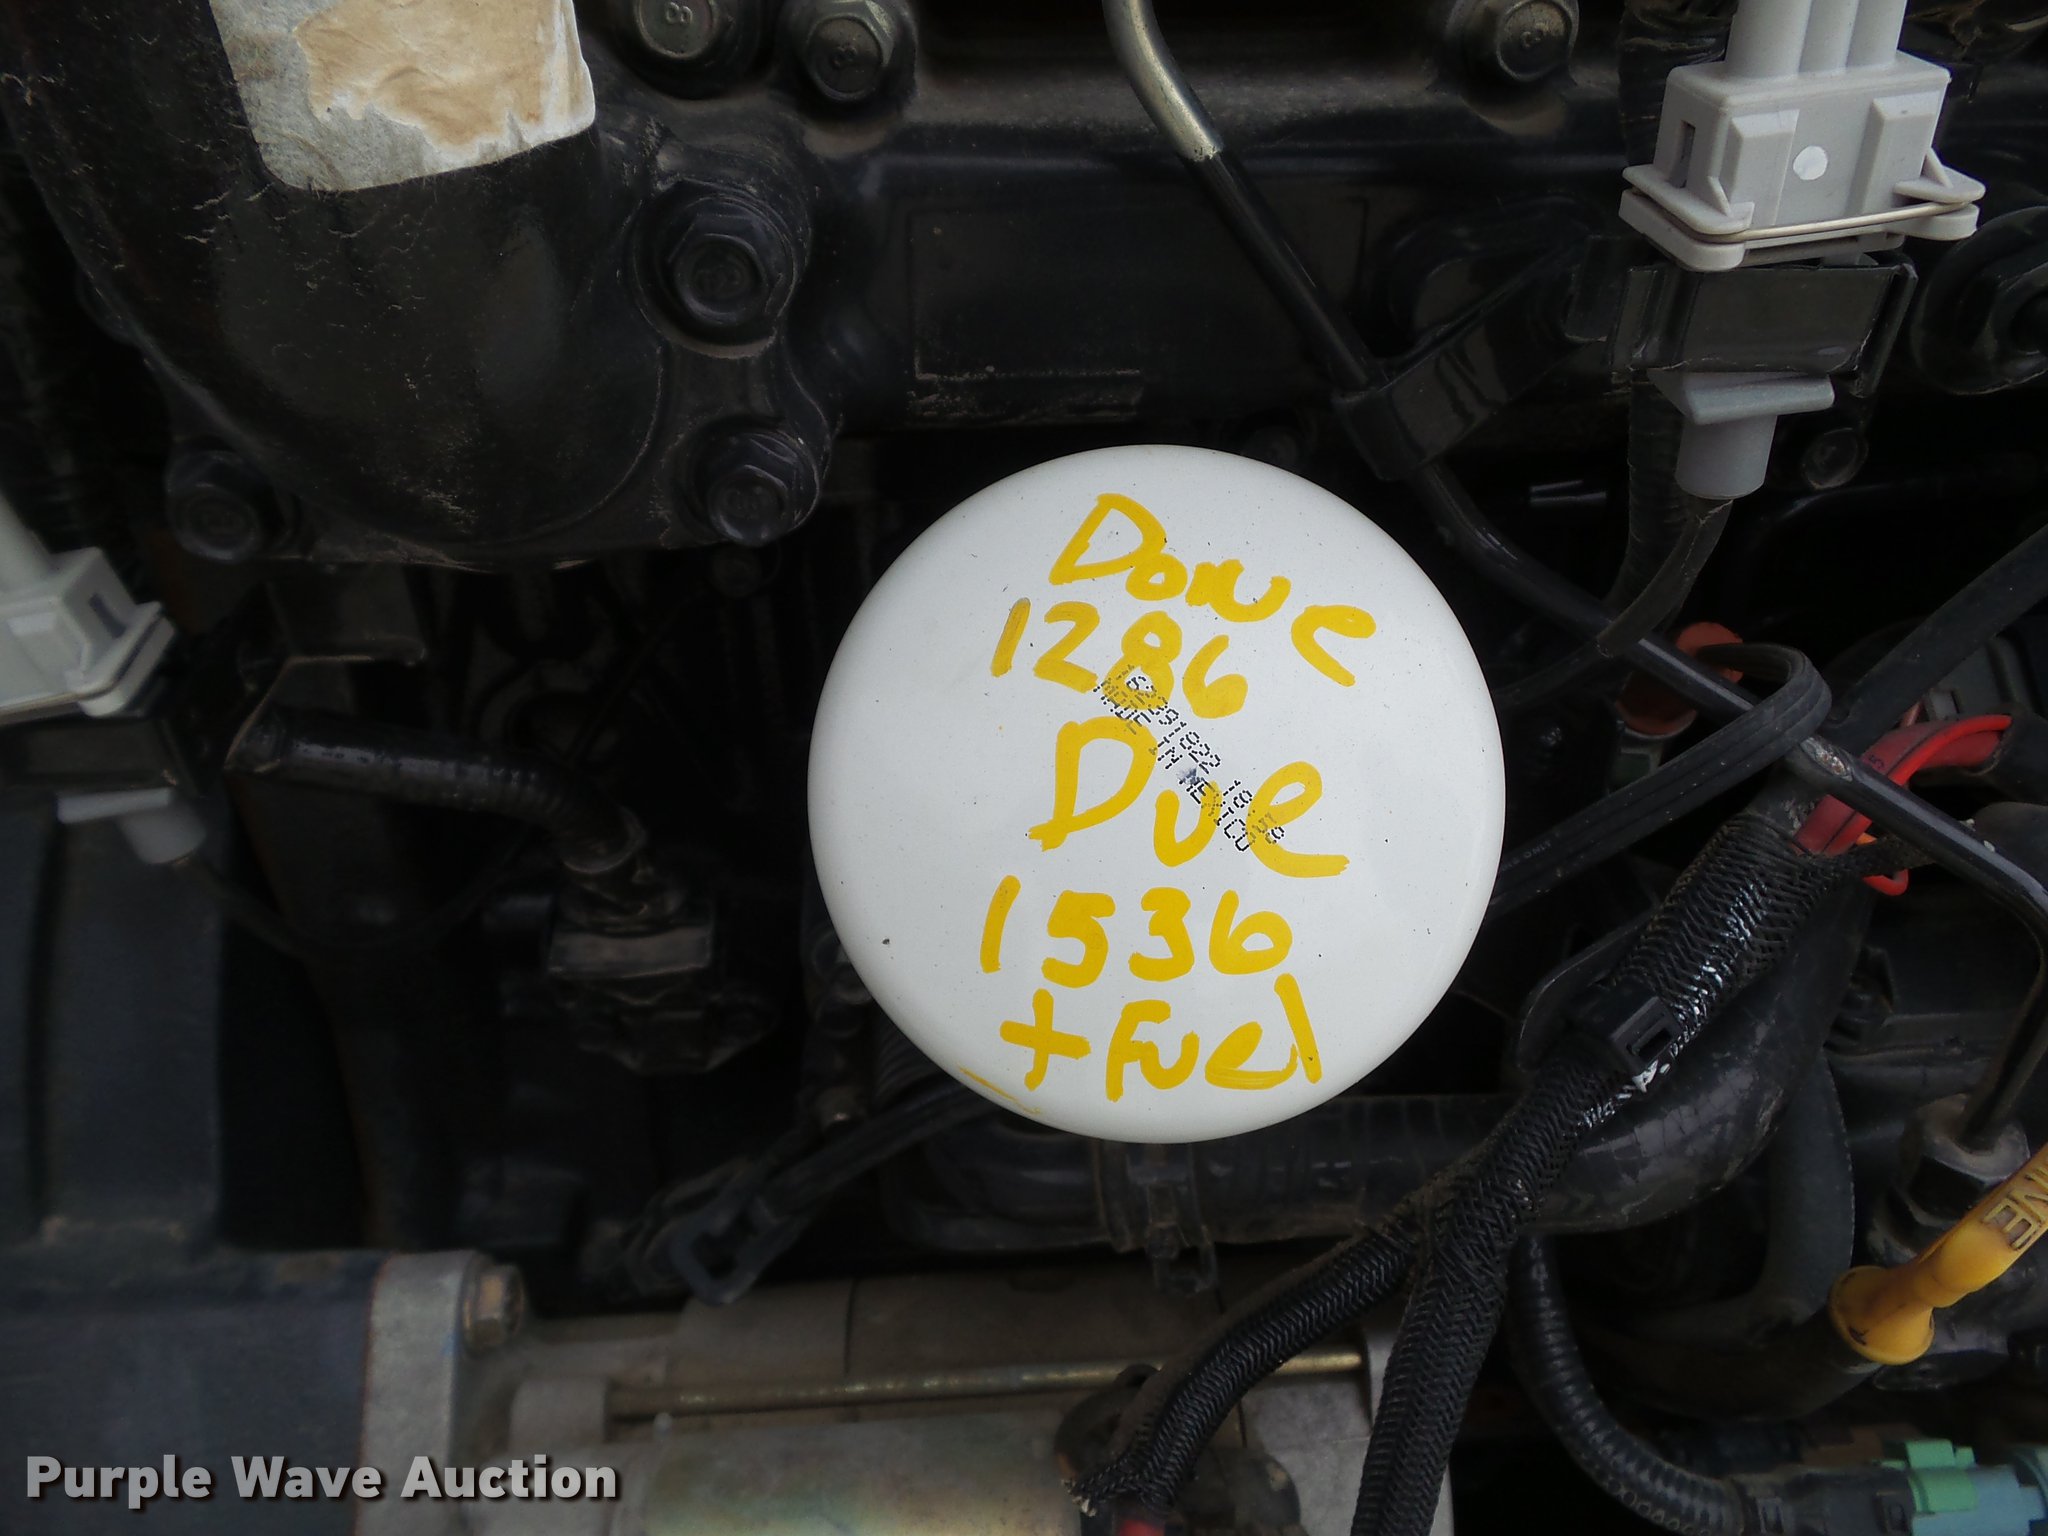 Done
1286
Due
1536
+ Fuel
MADE IN MEXICO
Purple Wave Auction